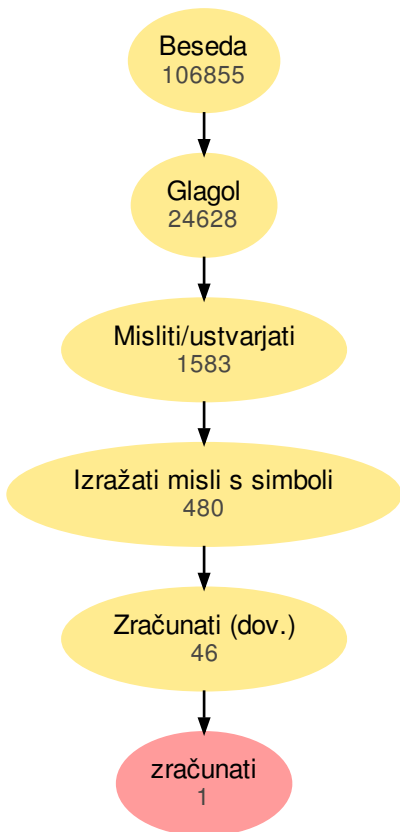 Beseda
106855
Glagol
24628
Misliti/ustvarjati
1583
Izražati misli s simboli
480
Zračunati (dov.)
46
zračunati
1